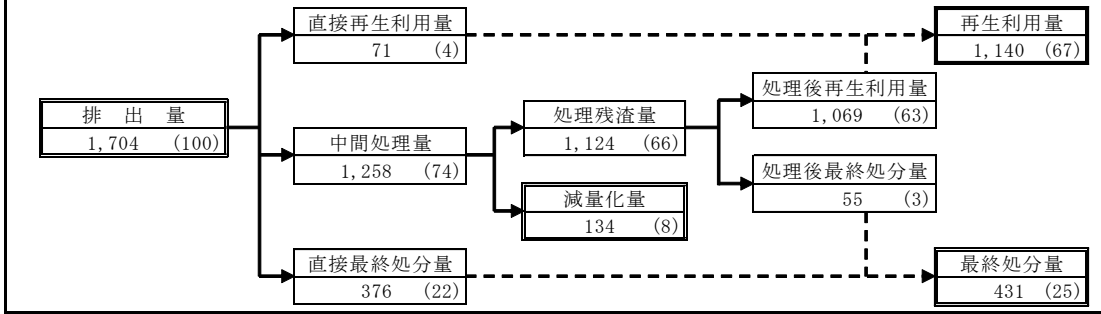 直接再生利用量
71 (4)
再生利用量
1,140 (67)
処理後再生利用量
1,069 (63)
排 出 量
1,704 (100)
処理残渣量
1,124 (66)
中間処理量
1,258 (74)
処理後最終処分量
55 (3)
減量化量
134 (8)
直接最終処分量
376 (22)
最終処分量
431 (25)